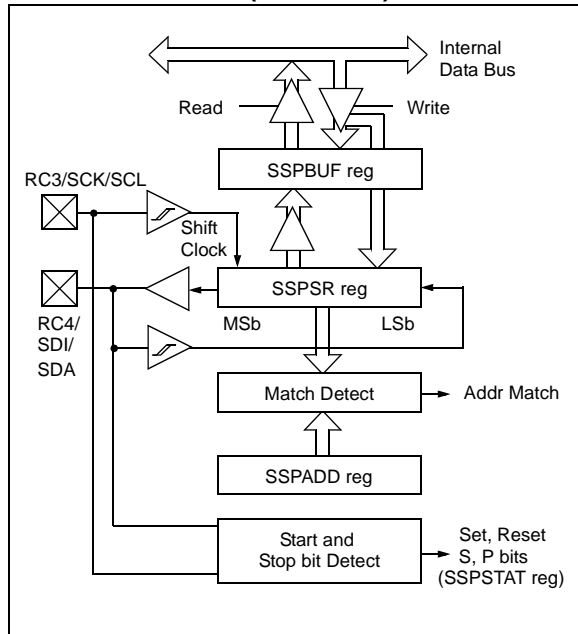 Internal
Data Bus
Read
Write
SSPBUF reg
RC3/SCK/SCL
Shift
Clock
SSPSR reg
MSb
LSb
RC4/
SDI/
SDA
Match Detect
Addr Match
SSPADD reg
Start and
Stop bit Detect
Set, Reset
S, P bits
(SSPSTAT reg)